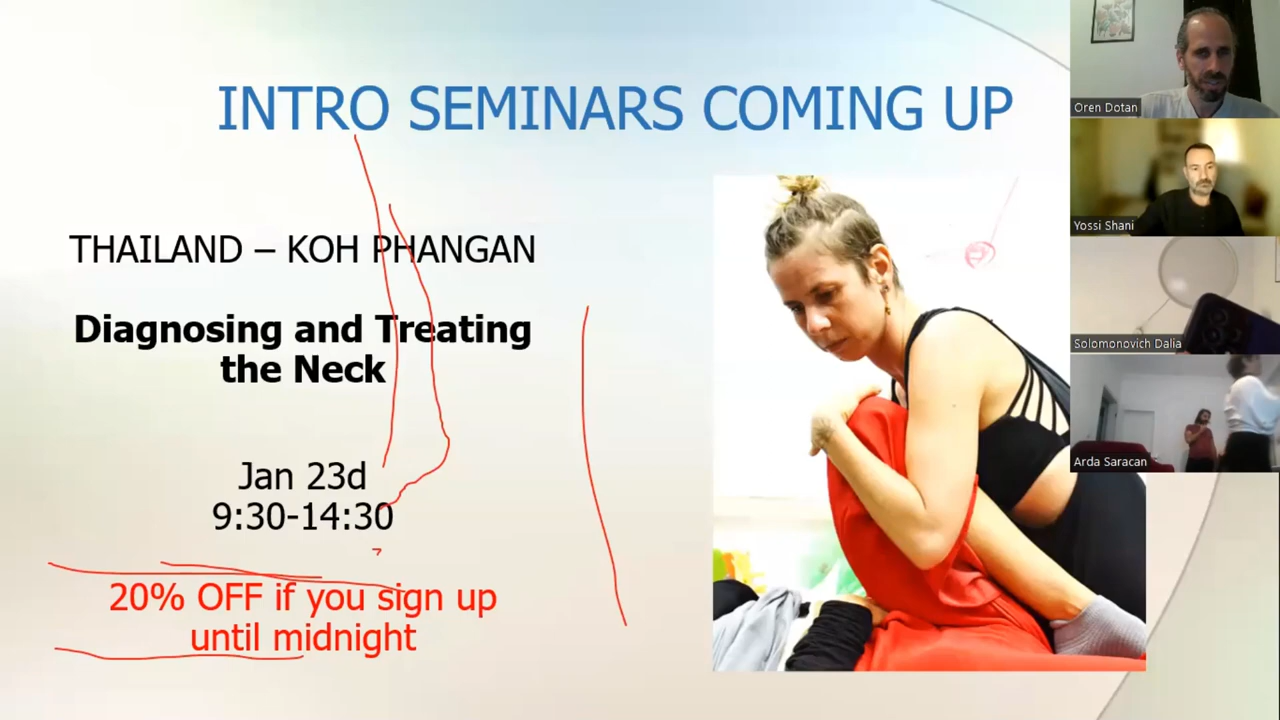 INTRO SEMINARS COMING UP
THAILAND – KOH PHANGAN
Diagnosing and Treating
the Neck
Jan 23d
9:30-14:30
20% OFF if you sign up
until midnight
Oren Dotan
Yossi Shani
Solomonovich Dalia
Arda Saracan